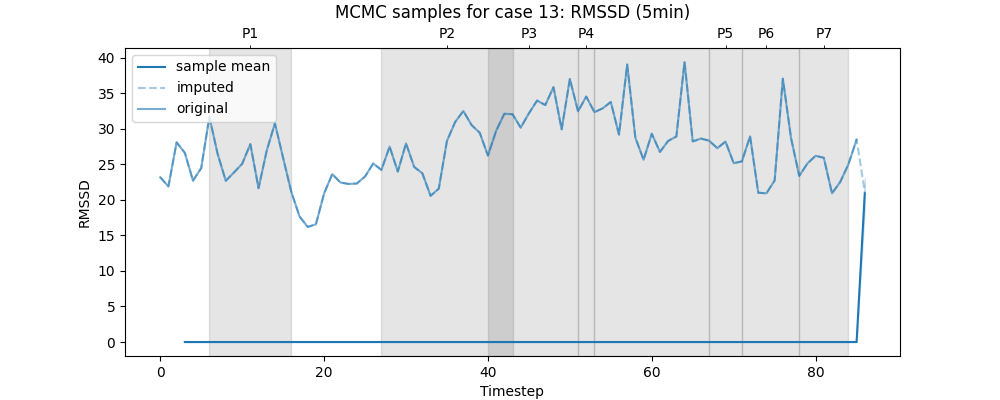 MCMC samples for case 13: RMSSD (5min)
P1 P2 P3 P4 P5 P6 P7
sample mean
imputed
original
40
35
30
25
20
15
10
5
0
RMSSD
0 20 40 60 80
Timestep